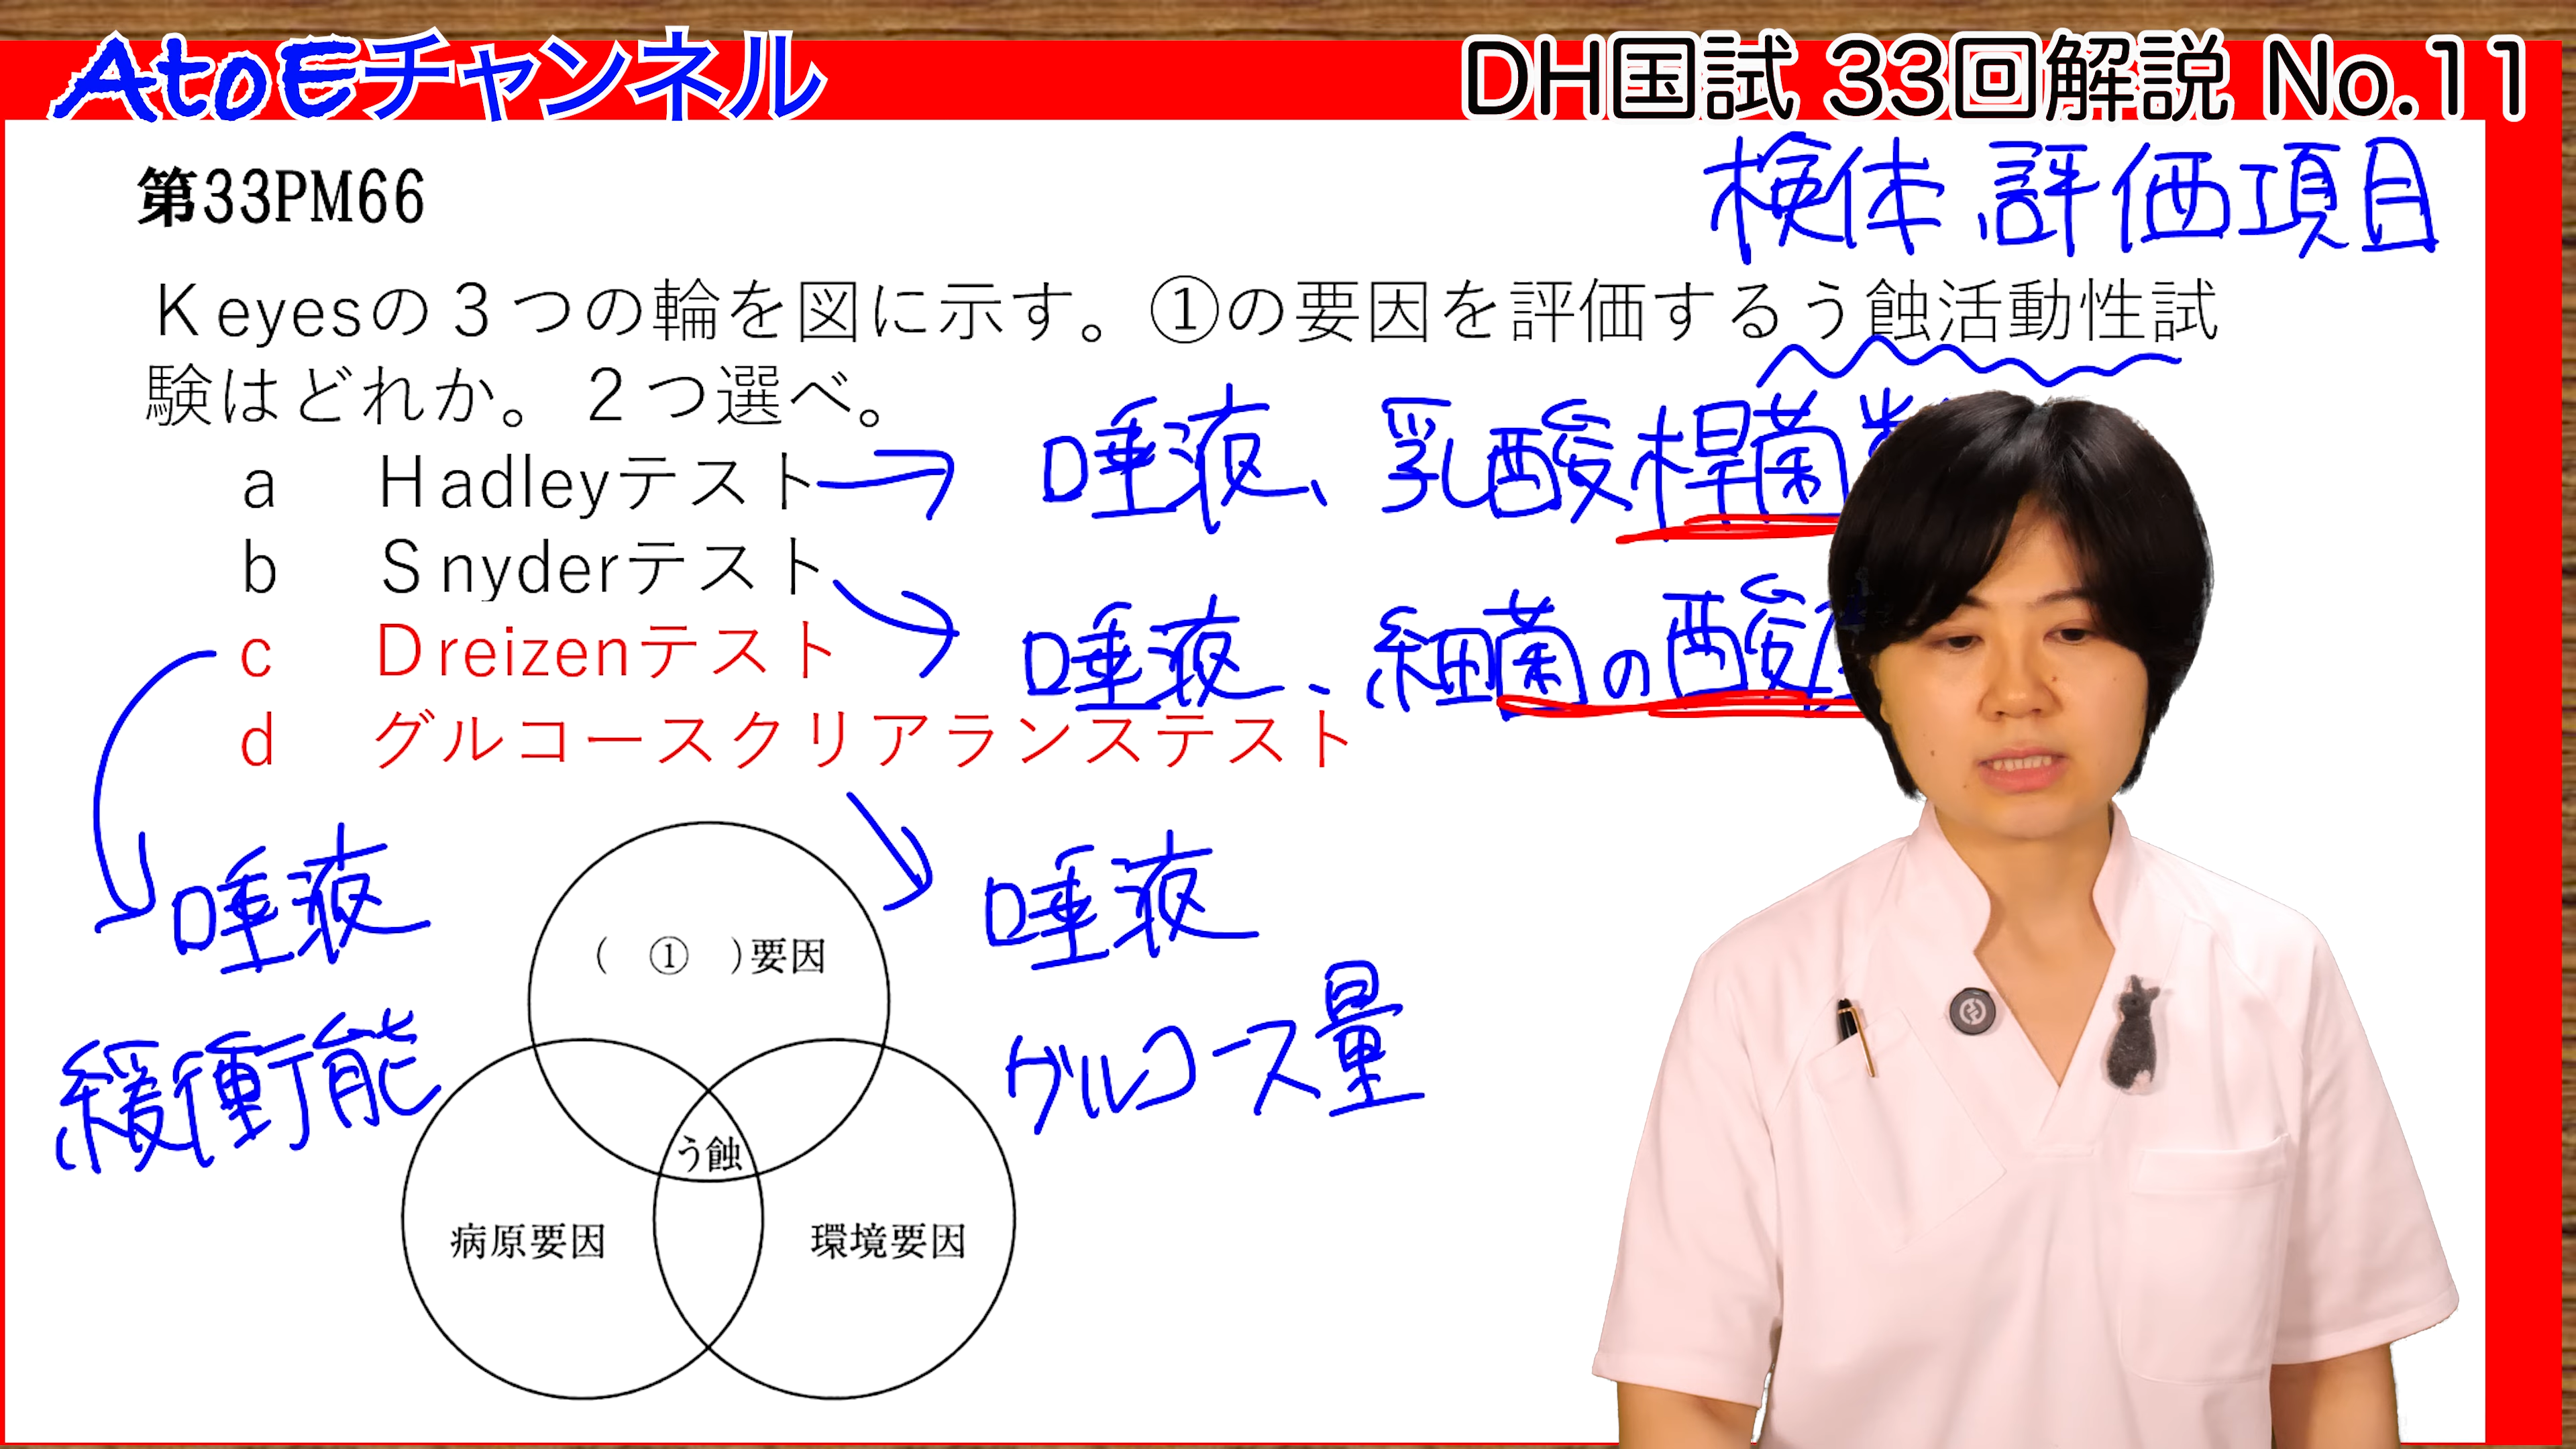 AtoEチャンネル
DH国試 33回解説 No.11
検体 評価項目
第33PM66
Keyesの３つの輪を図に示す。①の要因を評価するう蝕活動性試
験はどれか。２つ選べ。
a Hadleyテスト
唾液、乳酸桿菌
b Snyderテスト
唾液、細菌の酸
c Dreizenテスト
d グルコースクリアランステスト
唾液
緩衝能
唾液
グルコース量
( ① )要因
う蝕
病原要因
環境要因